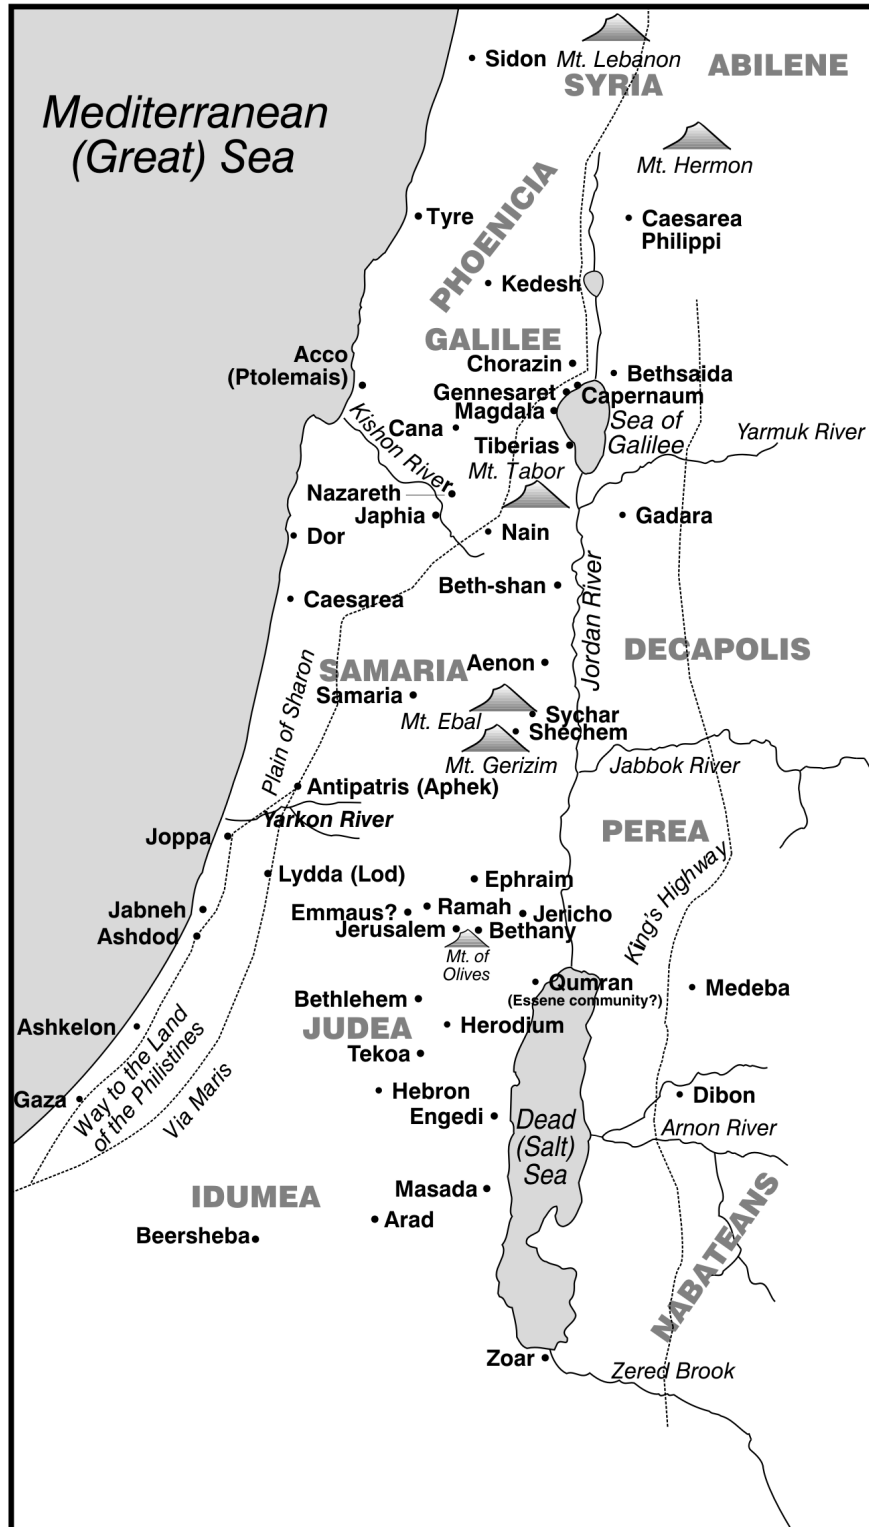 Sidon
Mt. Lebanon
SYRIA
ABILENE
Mediterranean
(Great) Sea
Mt. Hermon
PHOENICIA
Tyre
Caesarea
Philippi
Kedesh
GALILEE
Acco
(Ptolemais)
Chorazin
Bethsaida
Gennesaret
Capernaum
Magdala
Kishon River
Cana
Sea of
Galilee
Yarmuk River
Tiberias
Mt. Tabor
Nazareth
Japhia
Gadara
Dor
Nain
Jordan River
Beth-shan
Caesarea
DECAPOLIS
Plain of Sharon
SAMARIA
Aenon
Samaria
Mt. Ebal
Sychar
Shechem
Mt. Gerizim
Jabbok River
Antipatris (Aphek)
Yarkon River
Joppa
PEREA
King's Highway
Lydda (Lod)
Ephraim
Jabneh
Emmaus?
Ramah
Jericho
Ashdod
Jerusalem
Bethany
Mt. of
Olives
Qumran
(Essene community?)
Medeba
Bethlehem
Ashkelon
JUDEA
Herodium
Way to the Land
of the Philistines
Tekoa
Via Maris
Gaza
Hebron
Dibon
Engedi
Dead
(Salt)
Sea
Arnon River
IDUMEA
Masada
NABATEANS
Arad
Beersheba
Zoar
Zered Brook